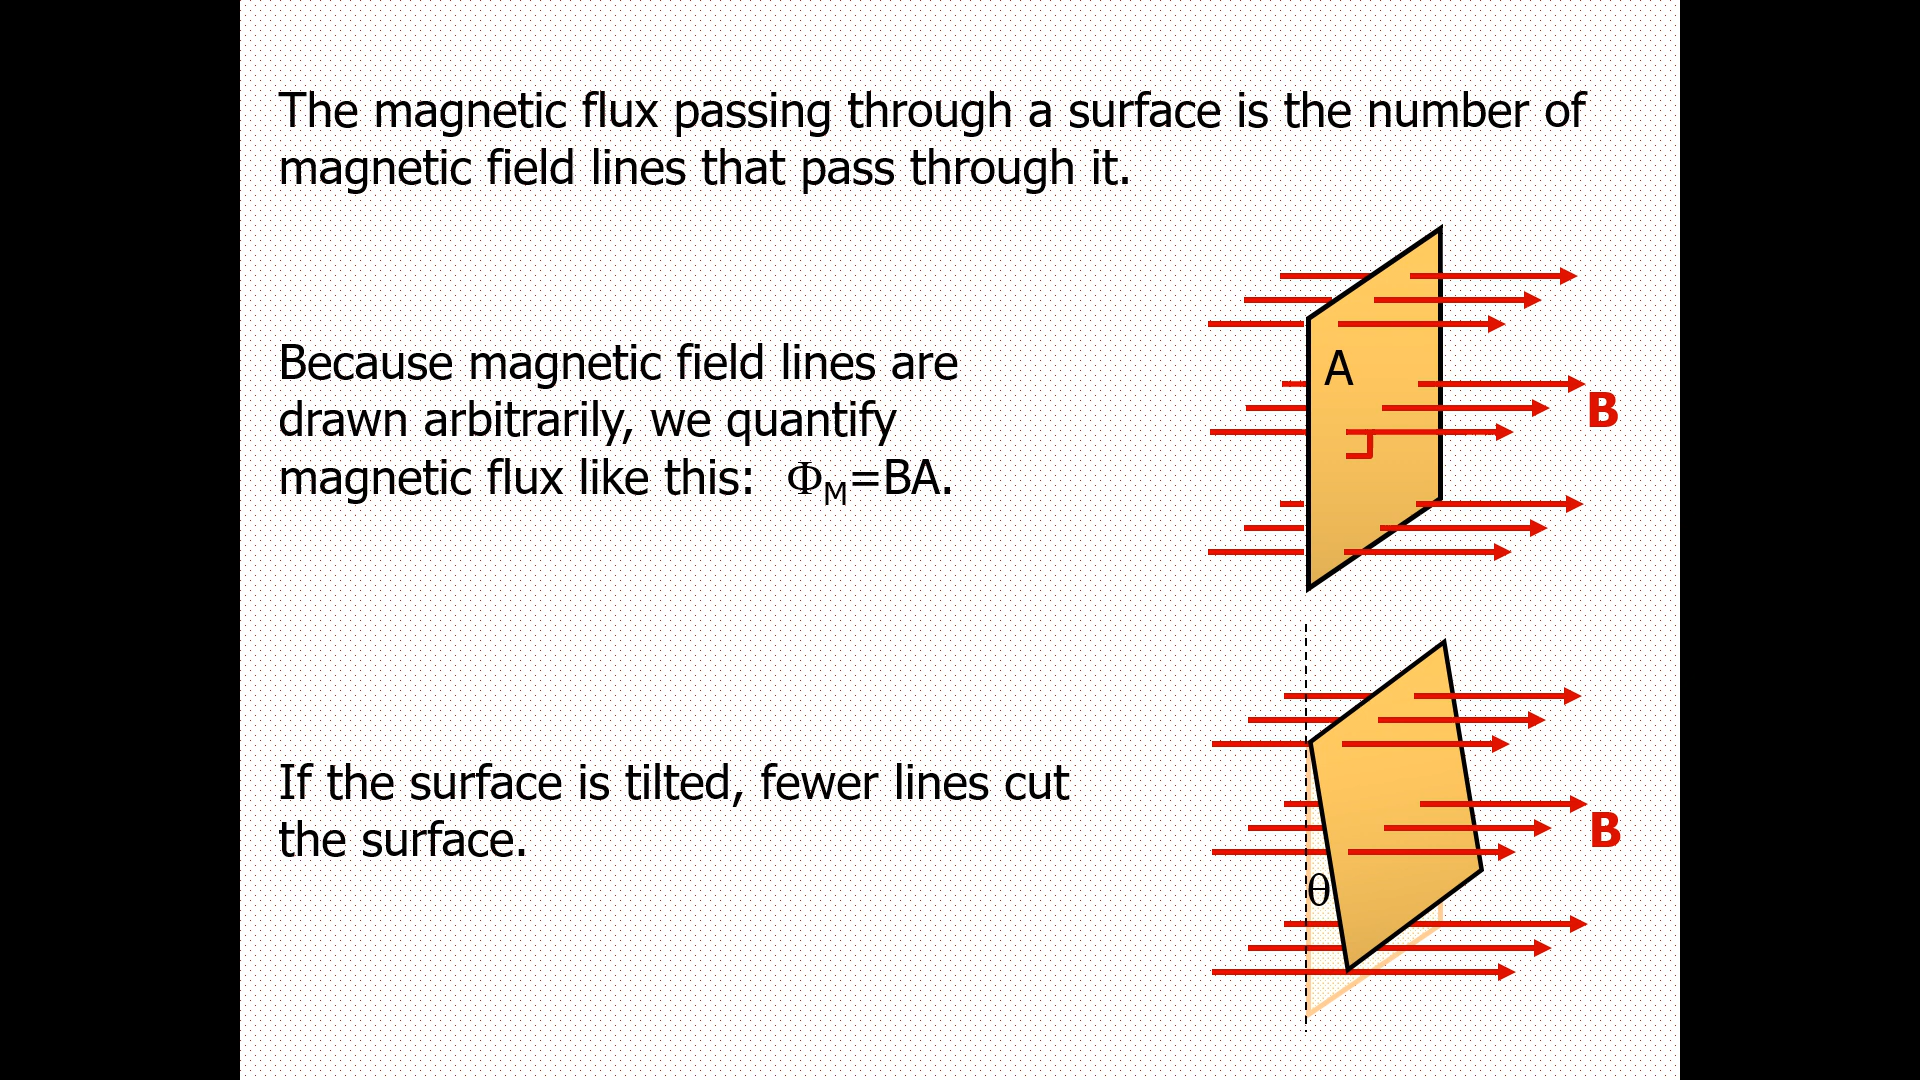 The magnetic flux passing through a surface is the number of
magnetic field lines that pass through it.
A
B
Because magnetic field lines are
drawn arbitrarily, we quantify
magnetic flux like this: Φ_M=BA.
If the surface is tilted, fewer lines cut
the surface.
B
θ